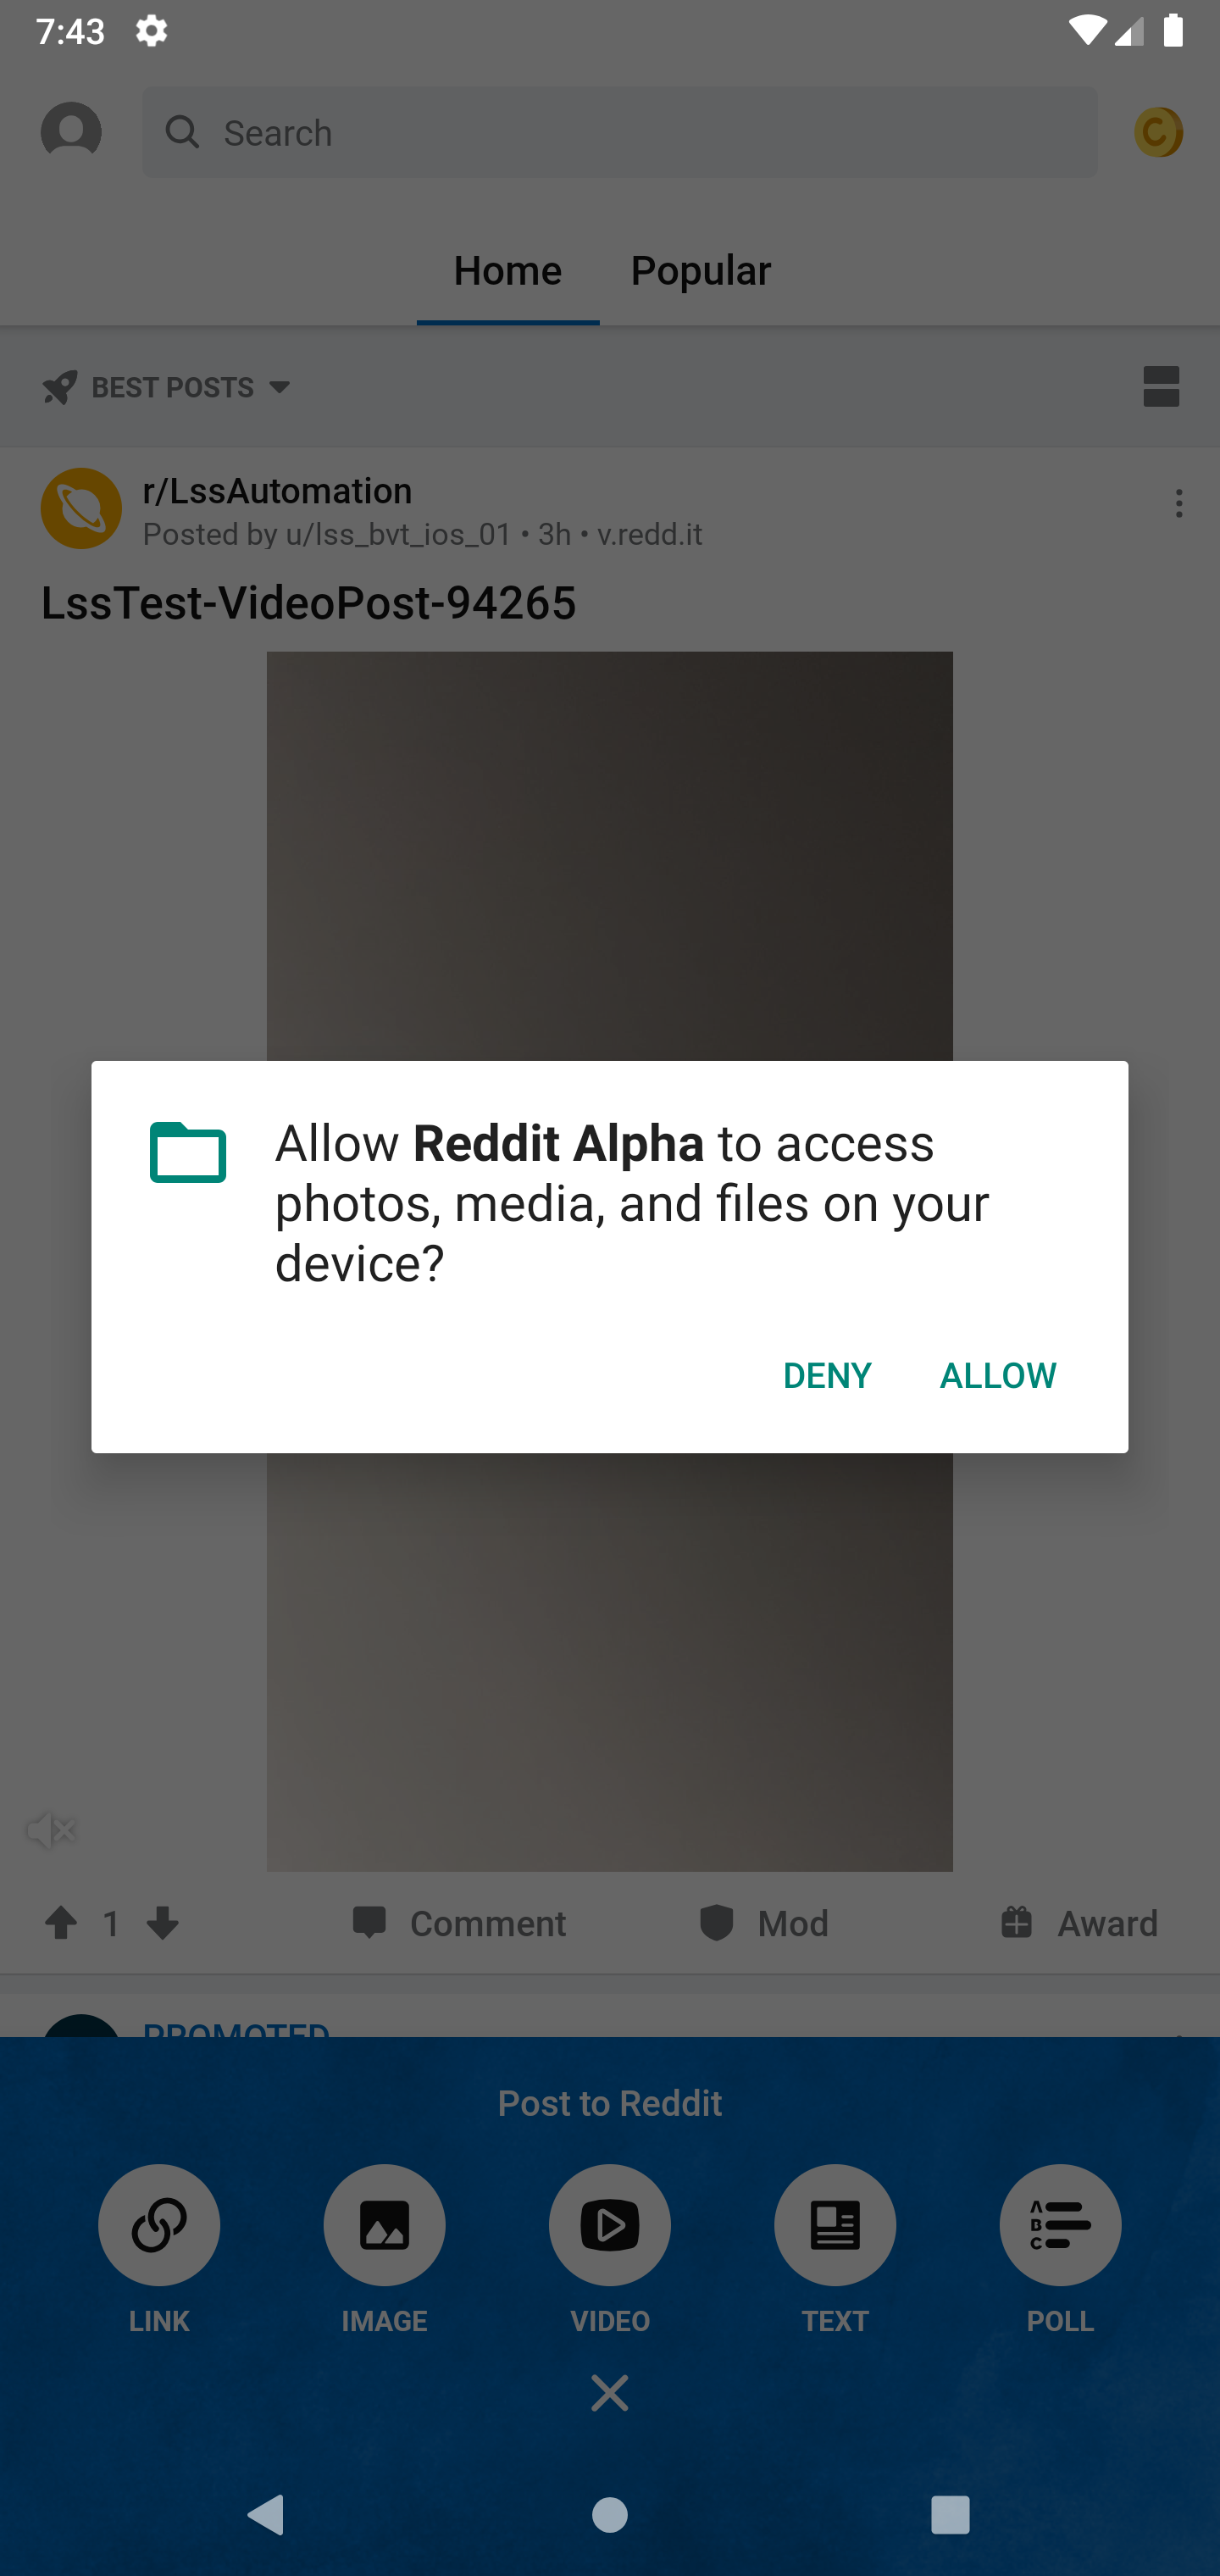 7:43
Search
Home Popular
BEST POSTS
r/LssAutomation
Posted by u/lss_bvt_ios_01 • 3h • v.redd.it
LssTest-VideoPost-94265
Allow Reddit Alpha to access
photos, media, and files on your
device?
DENY ALLOW
1 Comment Mod Award
PROMOTED
Post to Reddit
LINK IMAGE VIDEO TEXT POLL